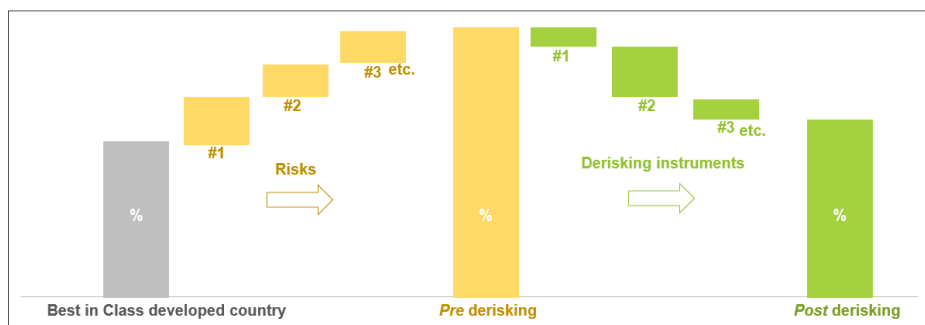 #1
#2
#3 etc.
Risks
%
Best in Class developed country
%
Pre derisking
#1
#2
#3 etc.
Derisking instruments
%
Post derisking